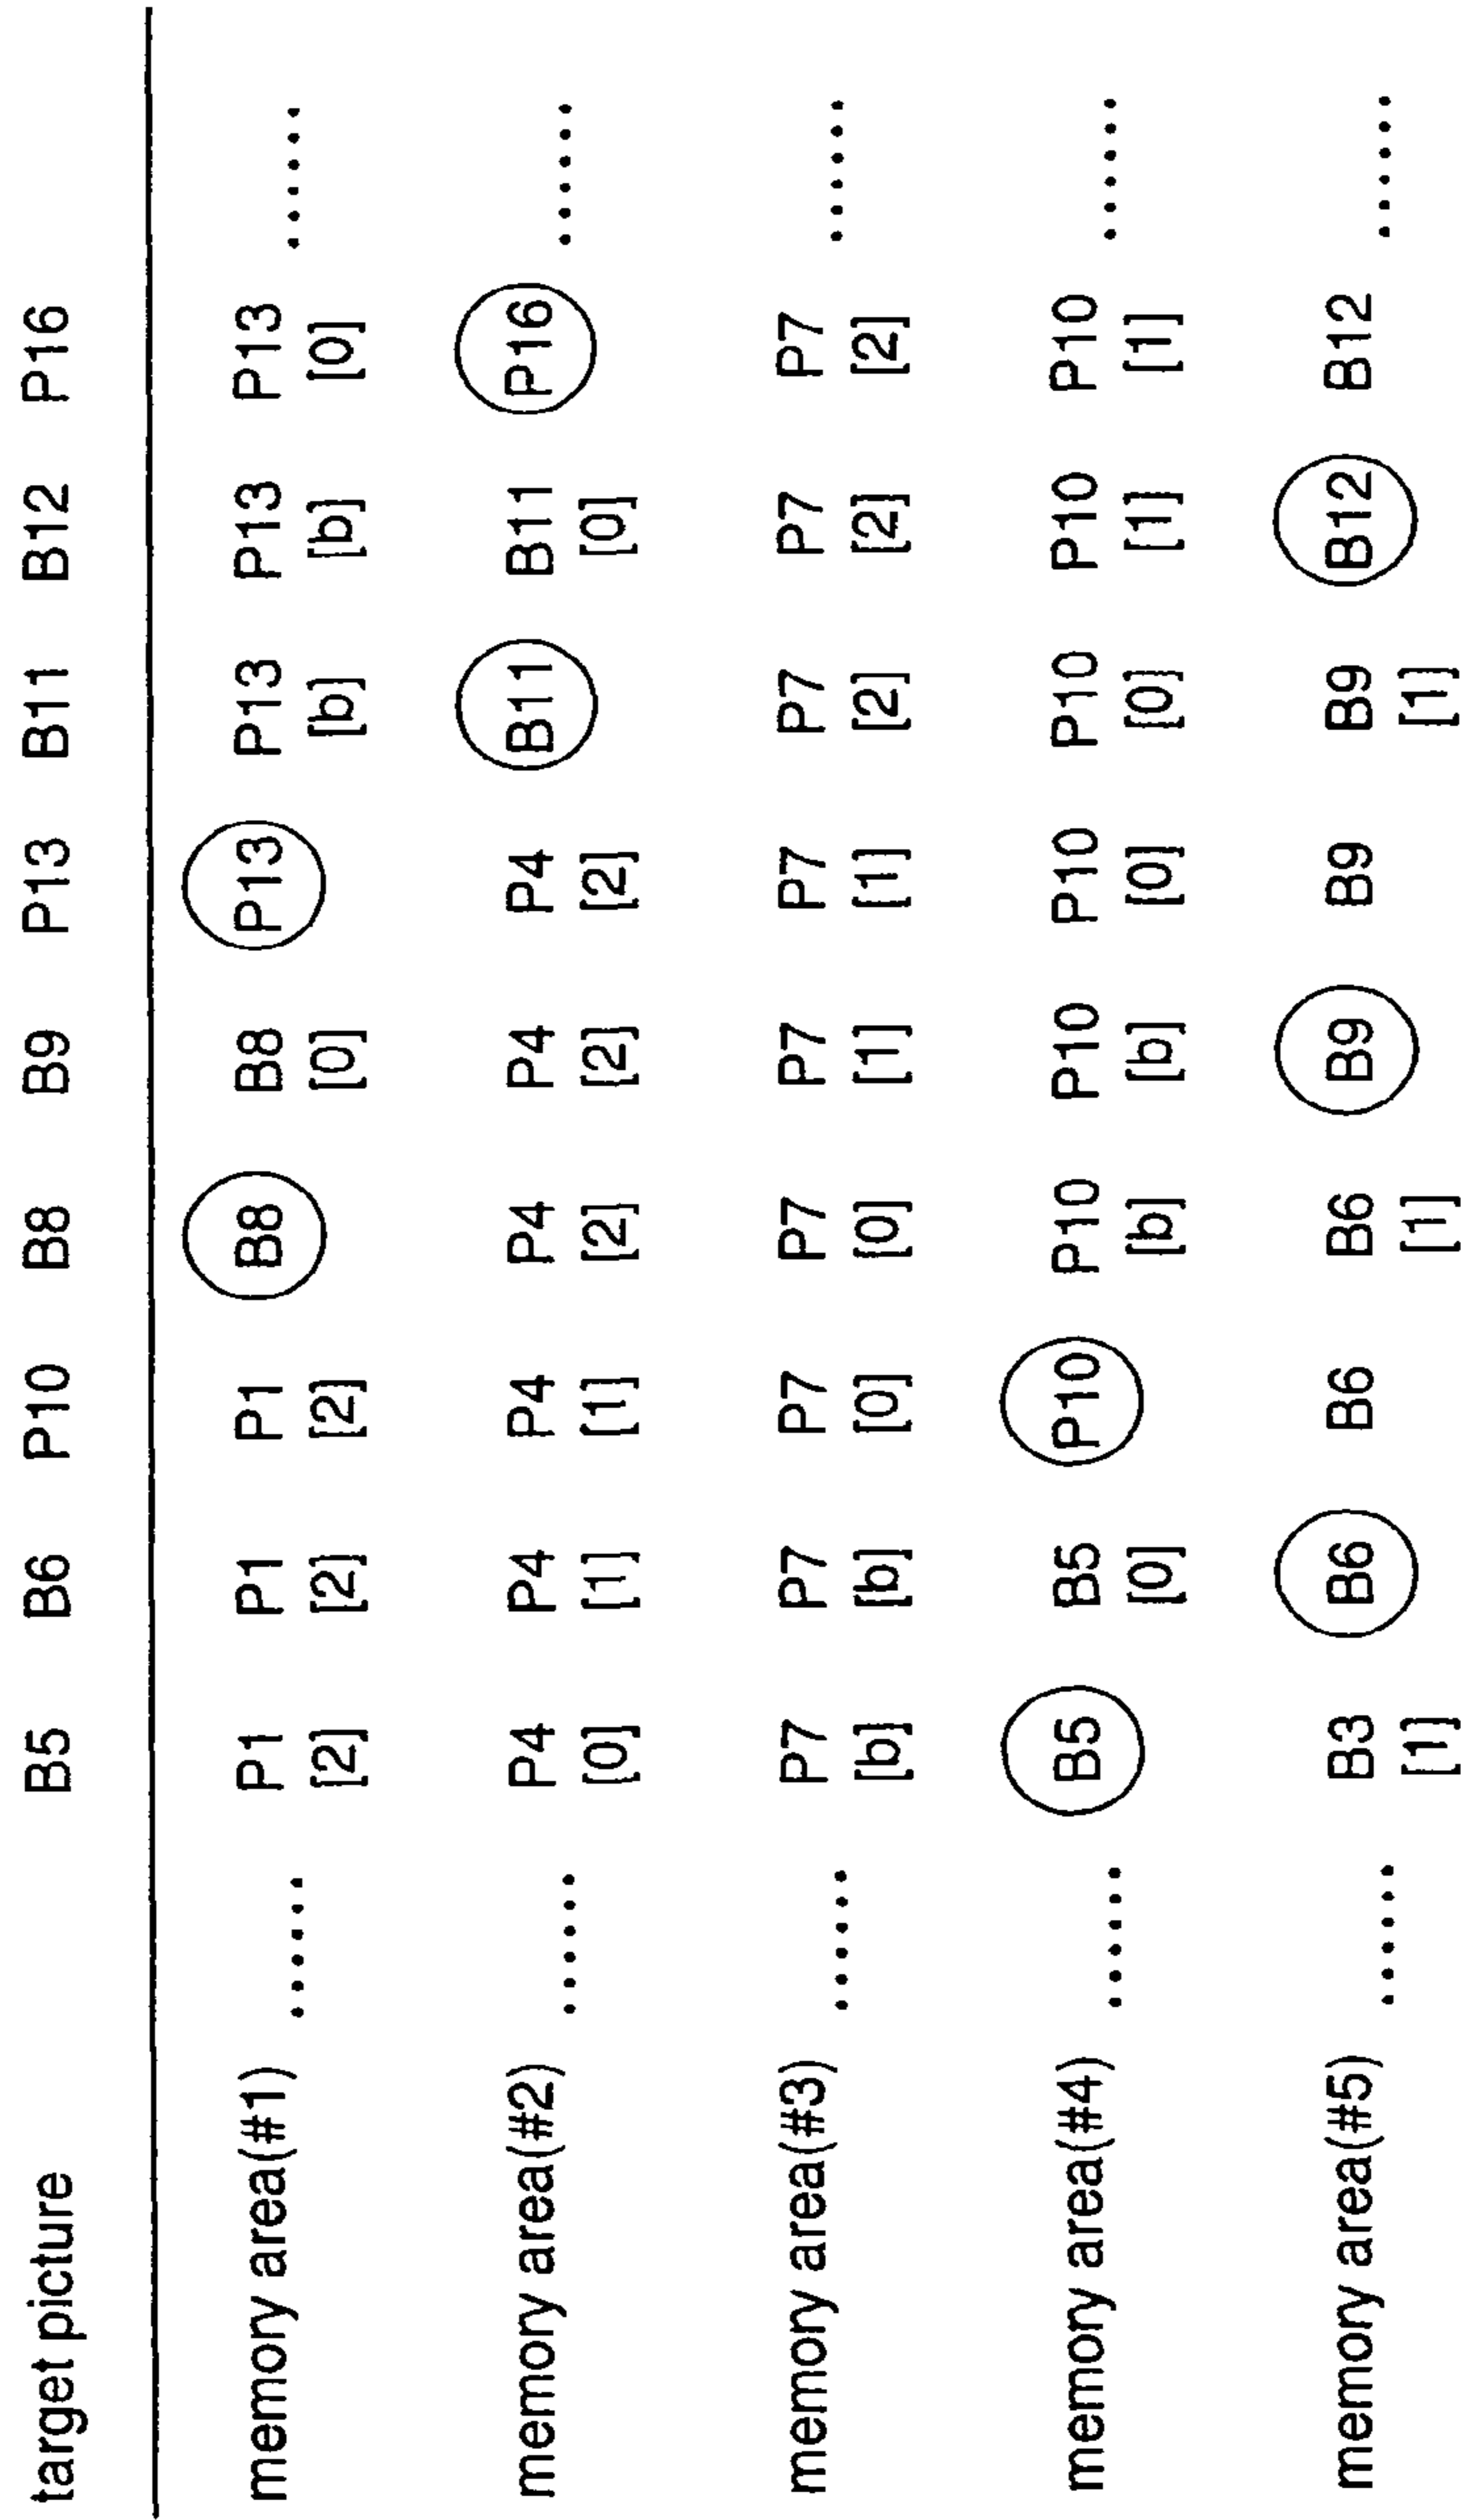 target picture B5 B6 P10 B8 B9 P13 B11 B12 P16
memory area(#1) ······ P1 P1 P1 B8 B8 P13 P13 P13 P13 ······
[2] [2] [2] [0] [b] [b] [0]
memory area(#2) ······ P4 P4 P4 P4 P4 P4 B11 B11 P16 ······
[0] [1] [1] [2] [2] [2] [0]
memory area(#3) ······ P7 P7 P7 P7 P7 P7 P7 P7 P7 ······
[b] [b] [0] [0] [1] [1] [2] [2] [2]
memory area(#4) ······ B5 B5 P10 P10 P10 P10 P10 P10 P10 ······
[0] [b] [b] [0] [0] [1] [1]
memory area(#5) ······ B3 B6 B6 B6 B9 B9 B9 B12 B12 ······
[1] [1] [1]